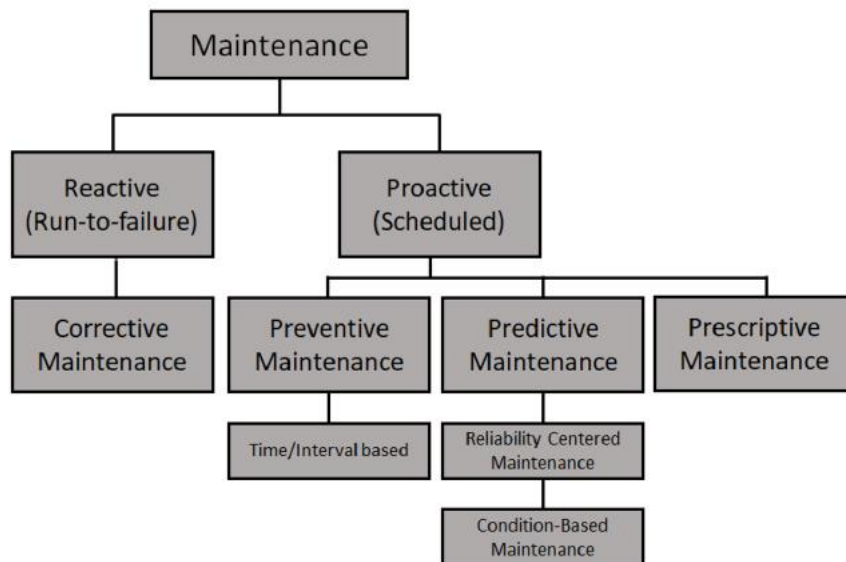 Maintenance
Reactive
(Run-to-failure)
Proactive
(Scheduled)
Corrective
Maintenance
Preventive
Maintenance
Predictive
Maintenance
Prescriptive
Maintenance
Time/Interval based
Reliability Centered
Maintenance
Condition-Based
Maintenance